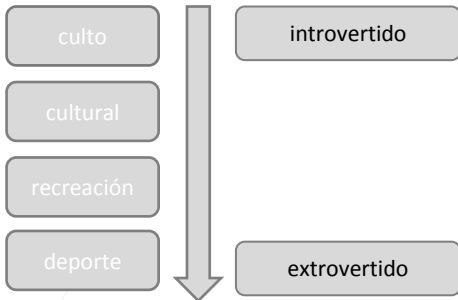 culto
introvertido
cultural
recreación
deporte
extrovertido